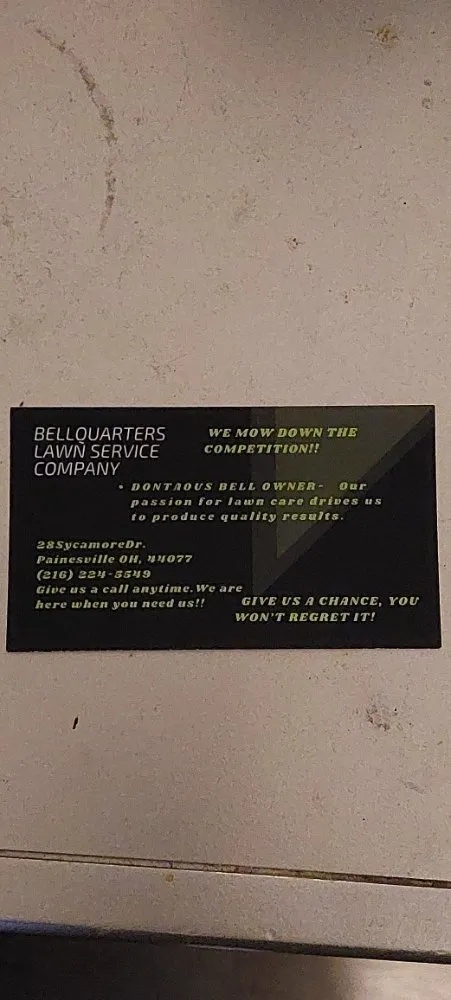 BELLQUARTERS
LAWN SERVICE
COMPANY
WE MOW DOWN THE
COMPETITION!!
• DONTAOUS BELL OWNER- Our
passion for lawn care drives us
to produce quality results.
28SycamoreDr.
Painesville OH, 44077
(216) 224-5549
Give us a call anytime.We are
here when you need us!!
GIVE US A CHANCE, YOU
WON'T REGRET IT!